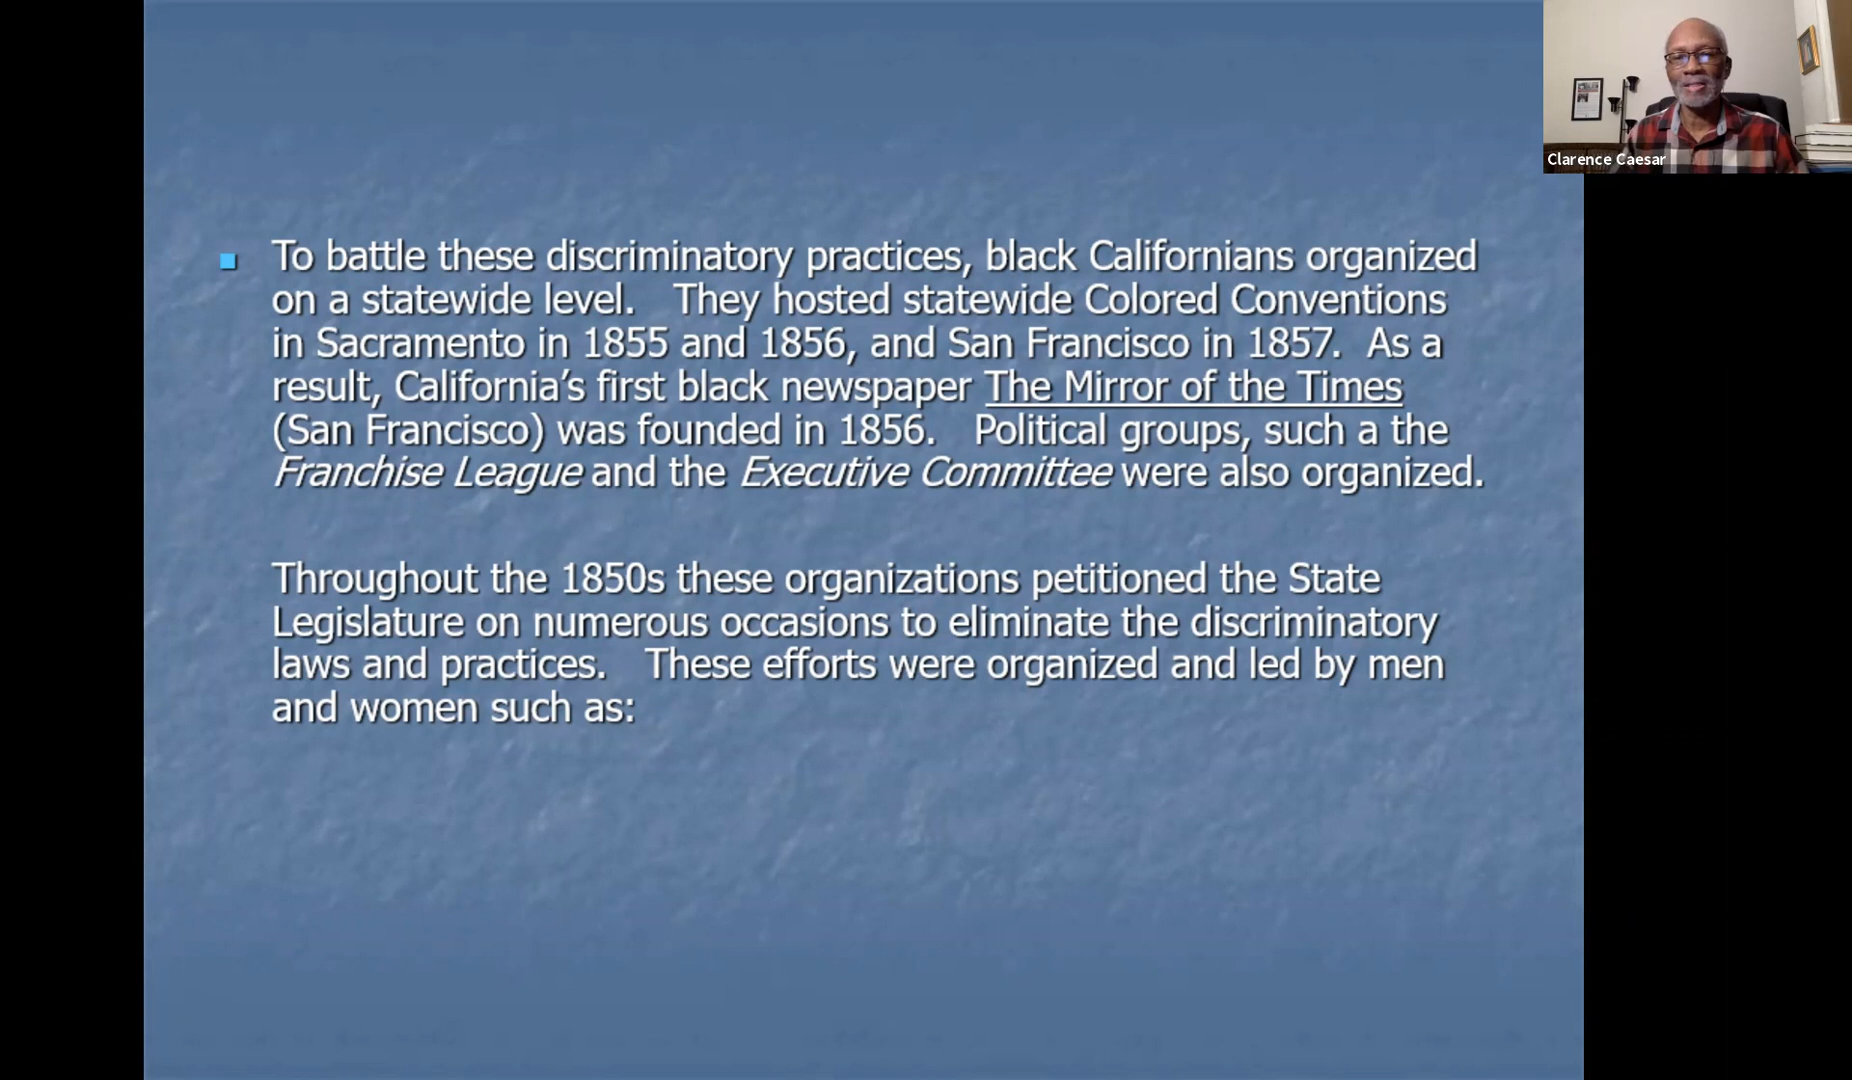 To battle these discriminatory practices, black Californians organized
on a statewide level. They hosted statewide Colored Conventions
in Sacramento in 1855 and 1856, and San Francisco in 1857. As a
result, California's first black newspaper The Mirror of the Times
(San Francisco) was founded in 1856. Political groups, such a the
Franchise League and the Executive Committee were also organized.
Throughout the 1850s these organizations petitioned the State
Legislature on numerous occasions to eliminate the discriminatory
laws and practices. These efforts were organized and led by men
and women such as:
Clarence Caesar